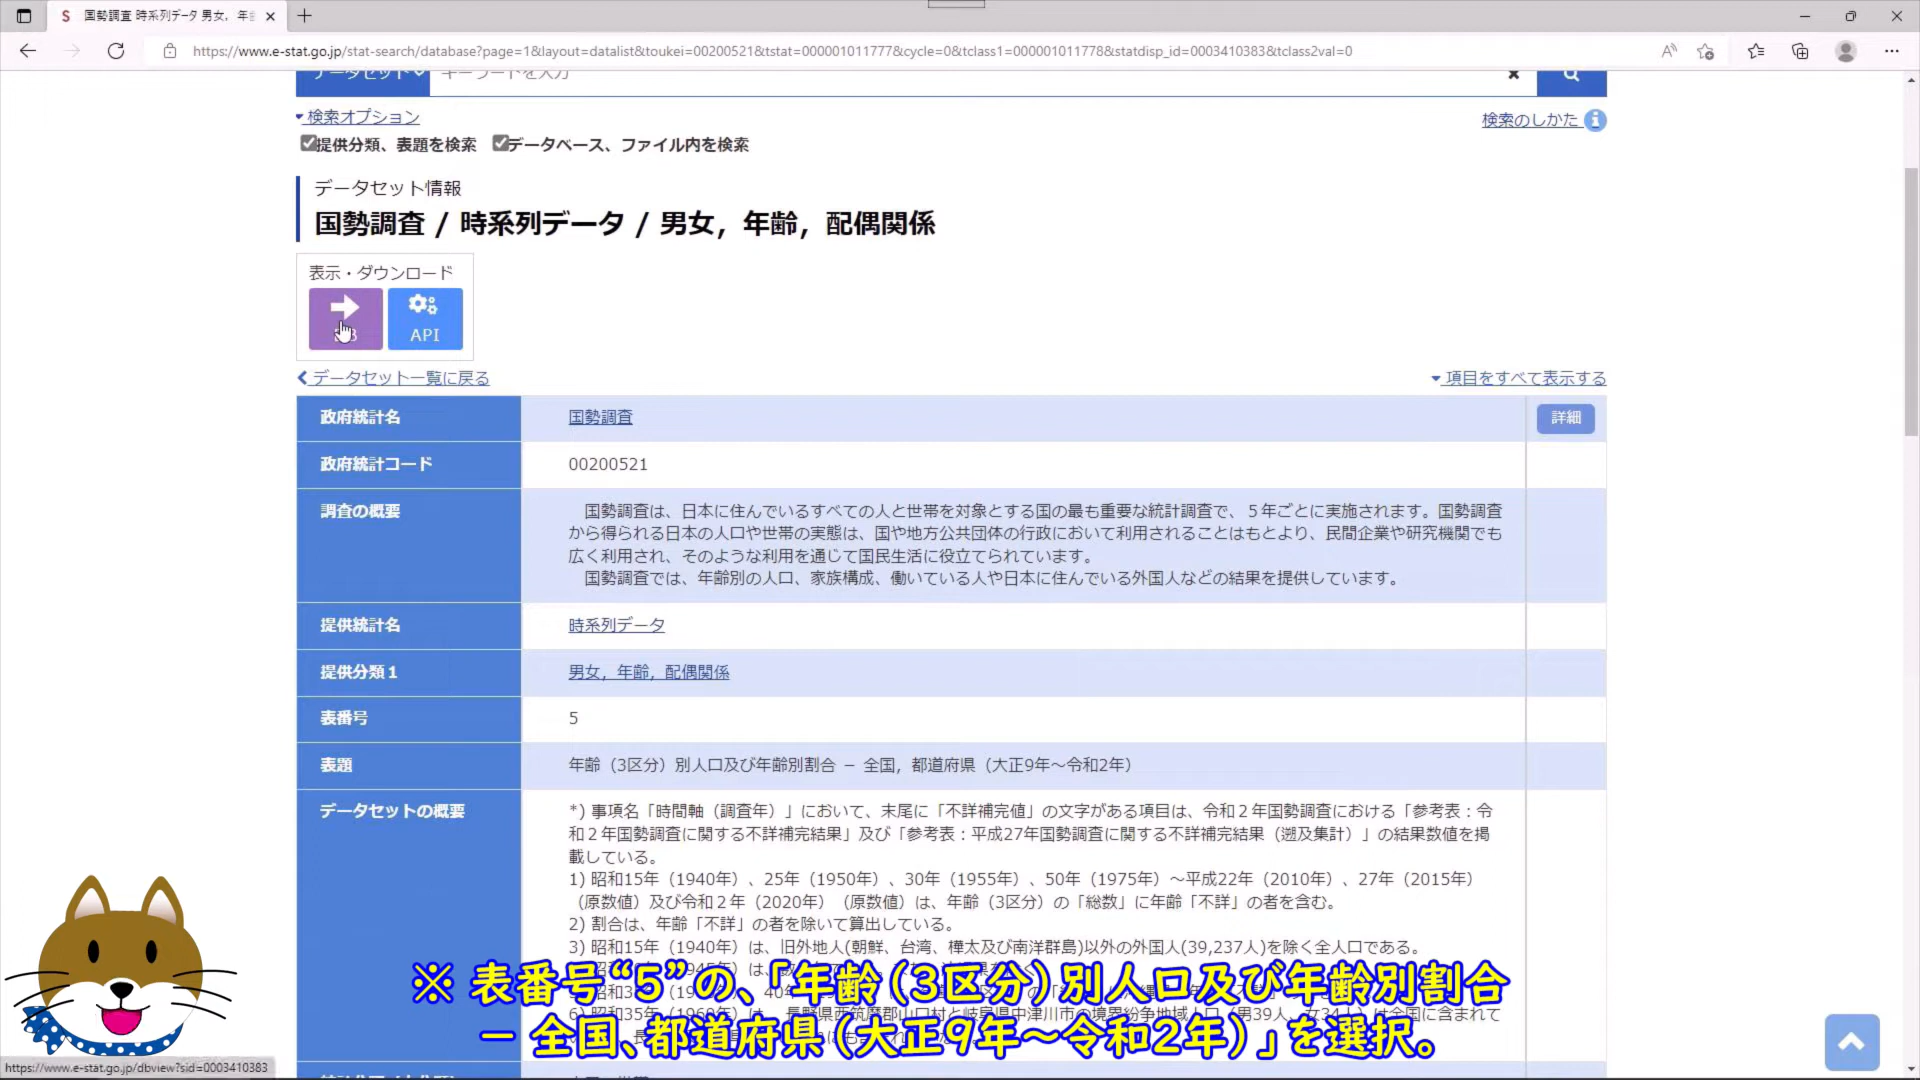 国勢調査 時系列データ 男女，年齢
https://www.e-stat.go.jp/stat-search/database?page=1&layout=datalist&toukei=00200521&tstat=000001011777&cycle=0&tclass1=000001011778&statdisp_id=0003410383&tclass2val=0
データセット キーワードを入力
検索オプション
検索のしかた
提供分類、表題を検索 データベース、ファイル内を検索
データセット情報
国勢調査 / 時系列データ / 男女，年齢，配偶関係
表示・ダウンロード
API
データセット一覧に戻る
項目をすべて表示する
政府統計名 国勢調査 詳細
政府統計コード 00200521
調査の概要 国勢調査は、日本に住んでいるすべての人と世帯を対象とする国の最も重要な統計調査で、５年ごとに実施されます。国勢調査
から得られる日本の人口や世帯の実態は、国や地方公共団体の行政において利用されることはもとより、民間企業や研究機関でも
広く利用され、そのような利用を通じて国民生活に役立てられています。
国勢調査では、年齢別の人口、家族構成、働いている人や日本に住んでいる外国人などの結果を提供しています。
提供統計名 時系列データ
提供分類１ 男女，年齢，配偶関係
表番号 5
表題 年齢（3区分）別人口及び年齢別割合 － 全国，都道府県（大正9年～令和2年）
データセットの概要 *) 事項名「時間軸（調査年）」において、末尾に「不詳補完値」の文字がある項目は、令和２年国勢調査における「参考表：令
和２年国勢調査に関する不詳補完結果」及び「参考表：平成27年国勢調査に関する不詳補完結果（遡及集計）」の結果数値を掲
載している。
1) 昭和15年（1940年）、25年（1950年）、30年（1955年）、50年（1975年）～平成22年（2010年）、27年（2015年）
（原数値）及び令和２年（2020年）（原数値）は、年齢（3区分）の「総数」に年齢「不詳」の者を含む。
2) 割合は、年齢「不詳」の者を除いて算出している。
3) 昭和15年（1940年）は、旧外地人(朝鮮、台湾、樺太及び南洋群島)以外の外国人(39,237人)を除く全人口である。
※ 表番号“5”の、「年齢（3区分）別人口及び年齢別割合
－ 全国、都道府県（大正9年～令和2年）」を選択。
https://www.e-stat.go.jp/dbview?sid=0003410383